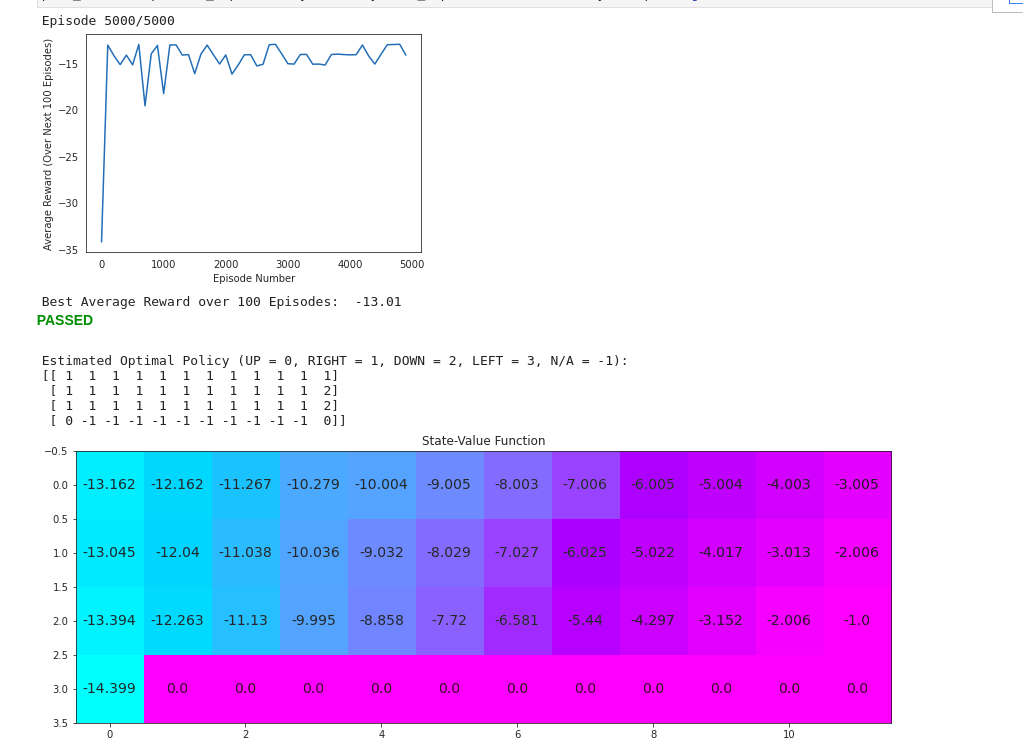 Episode 5000/5000
Average Reward (Over Next 100 Episodes)
−15
−20
−25
−30
−35
0 1000 2000 3000 4000 5000
Episode Number
Best Average Reward over 100 Episodes:  -13.01
PASSED
Estimated Optimal Policy (UP = 0, RIGHT = 1, DOWN = 2, LEFT = 3, N/A = -1):
[[ 1  1  1  1  1  1  1  1  1  1  1  1]
 [ 1  1  1  1  1  1  1  1  1  1  1  2]
 [ 1  1  1  1  1  1  1  1  1  1  1  2]
 [ 0 -1 -1 -1 -1 -1 -1 -1 -1 -1 -1  0]]
State-Value Function
−0.5
0.0 -13.162 -12.162 -11.267 -10.279 -10.004 -9.005 -8.003 -7.006 -6.005 -5.004 -4.003 -3.005
0.5
1.0 -13.045 -12.04 -11.038 -10.036 -9.032 -8.029 -7.027 -6.025 -5.022 -4.017 -3.013 -2.006
1.5
2.0 -13.394 -12.263 -11.13 -9.995 -8.858 -7.72 -6.581 -5.44 -4.297 -3.152 -2.006 -1.0
2.5
3.0 -14.399 0.0 0.0 0.0 0.0 0.0 0.0 0.0 0.0 0.0 0.0 0.0
3.5
0 2 4 6 8 10